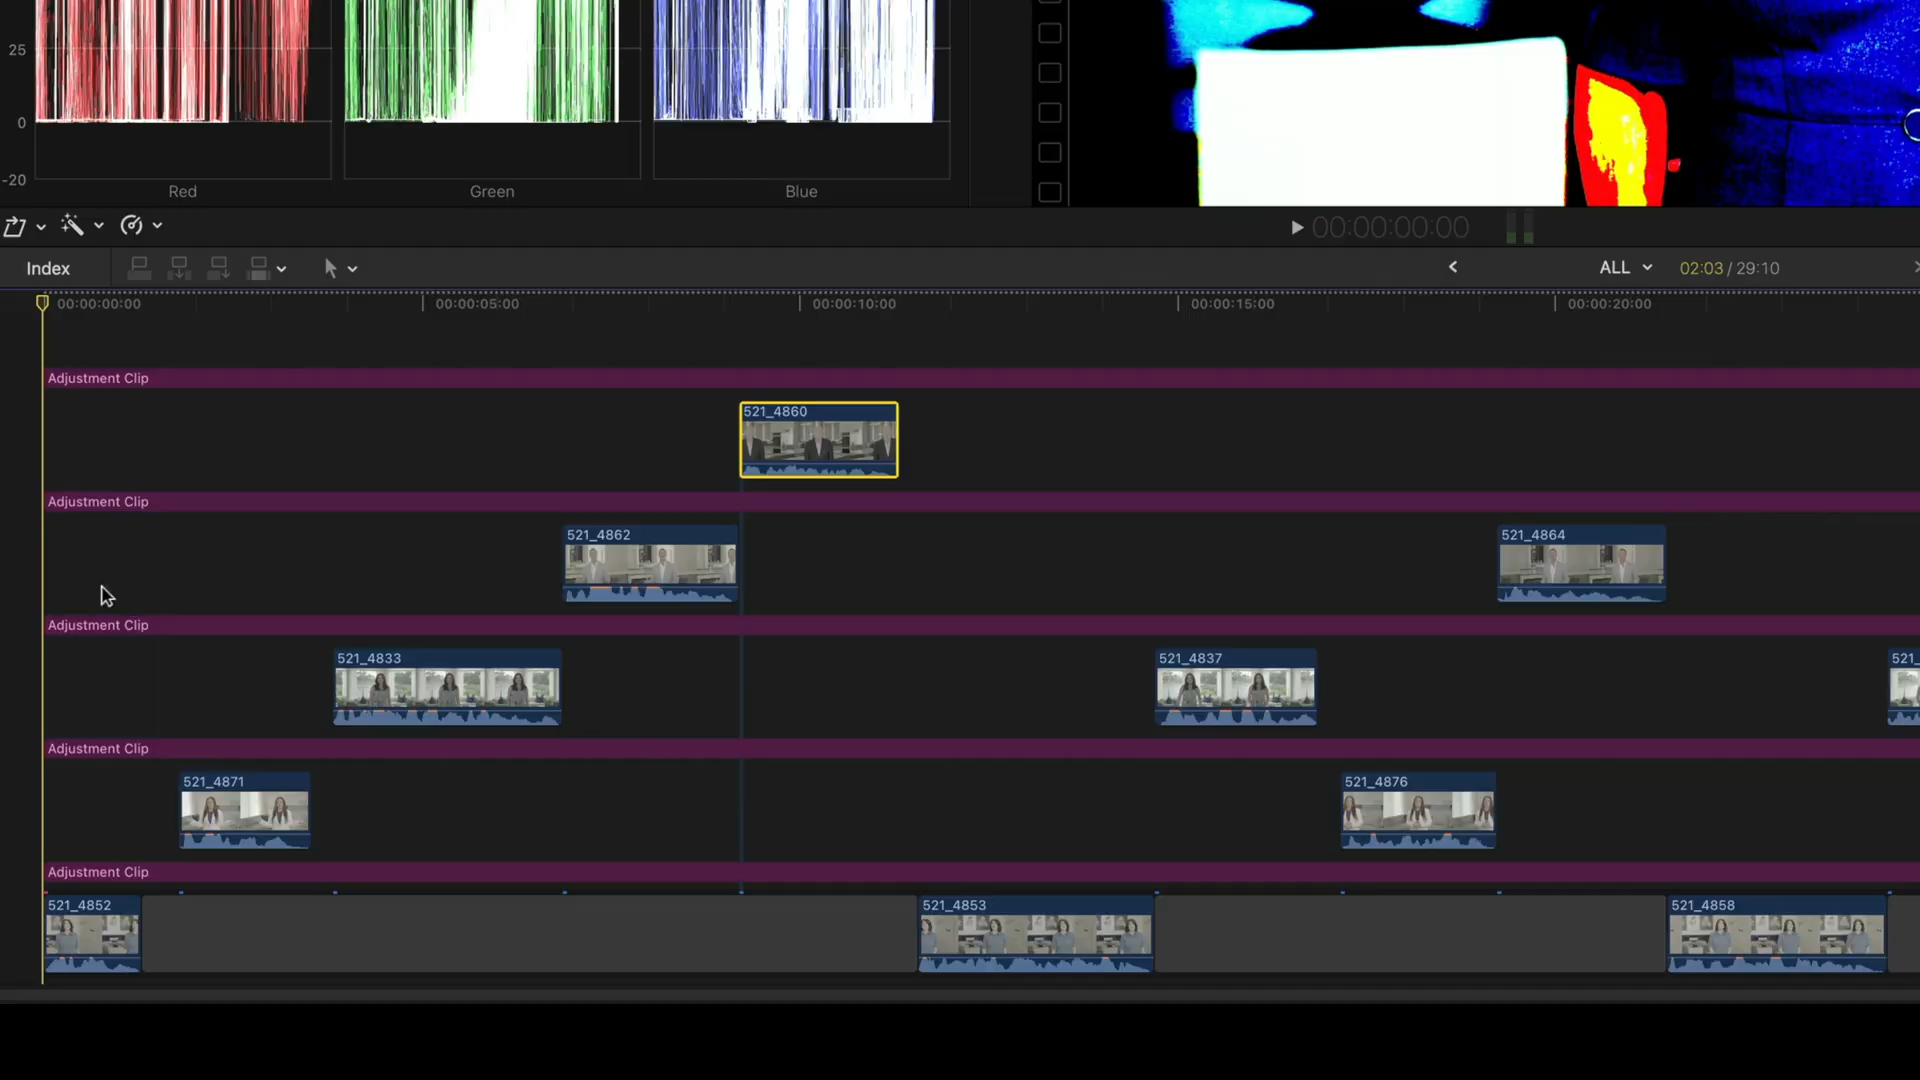 25
0
-20
Red
Green
Blue
00:00:00:00
Index
ALL
02:03 / 29:10
00:00:00:00
00:00:05:00
00:00:10:00
00:00:15:00
00:00:20:00
Adjustment Clip
521_4860
Adjustment Clip
521_4862
521_4864
Adjustment Clip
521_4833
521_4837
521_
Adjustment Clip
521_4871
521_4876
Adjustment Clip
521_4852
521_4853
521_4858